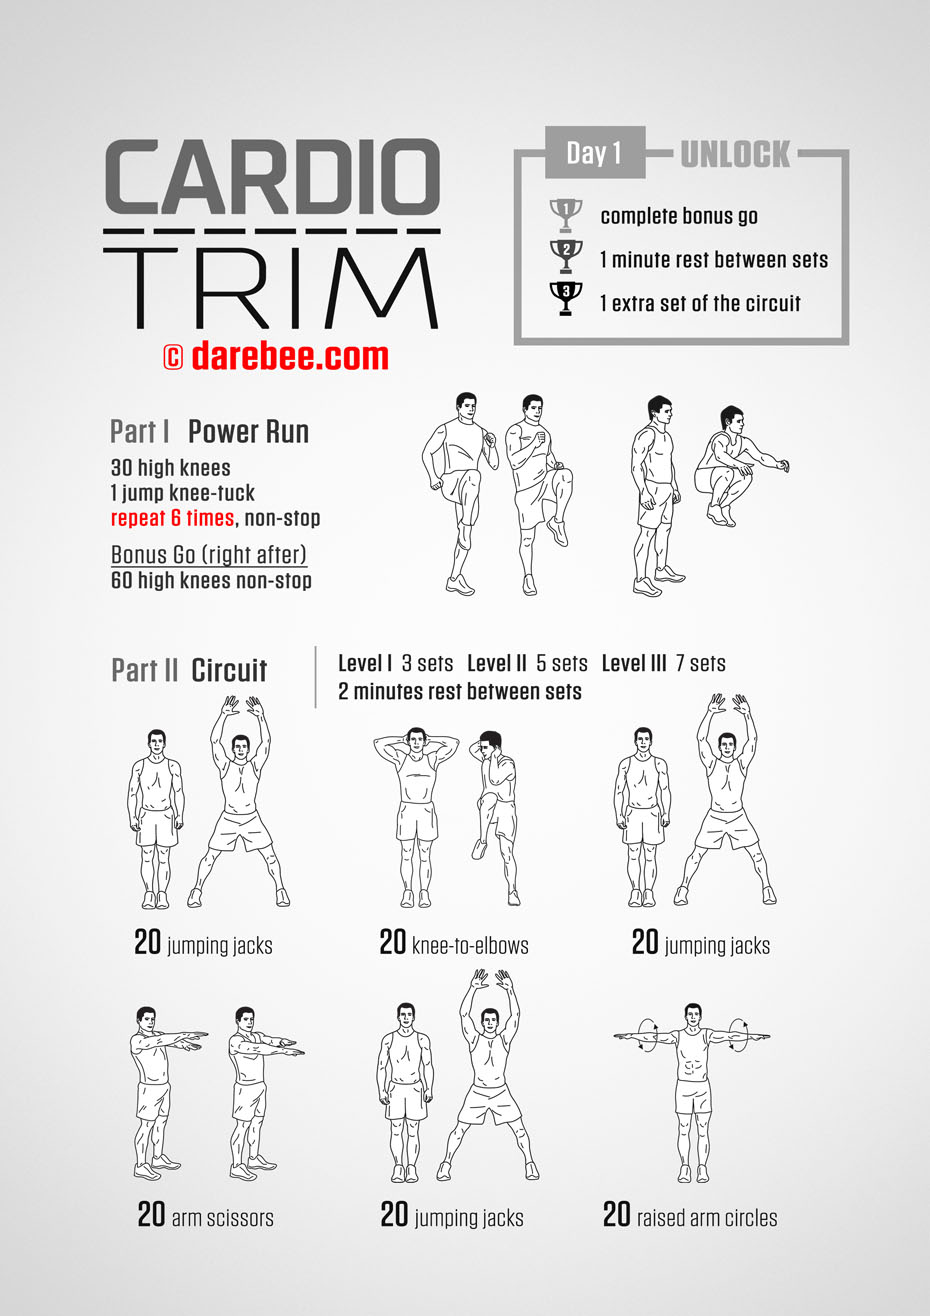 CARDIO
TRIM
© darebee.com
Day 1 UNLOCK
1 complete bonus go
2 1 minute rest between sets
3 1 extra set of the circuit
Part I Power Run
30 high knees
1 jump knee-tuck
repeat 6 times, non-stop
Bonus Go (right after)
60 high knees non-stop
Part II Circuit
Level I 3 sets Level II 5 sets Level III 7 sets
2 minutes rest between sets
20 jumping jacks
20 knee-to-elbows
20 jumping jacks
20 arm scissors
20 jumping jacks
20 raised arm circles